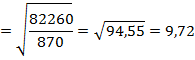 = √(82260/870) = √94,55 = 9,72